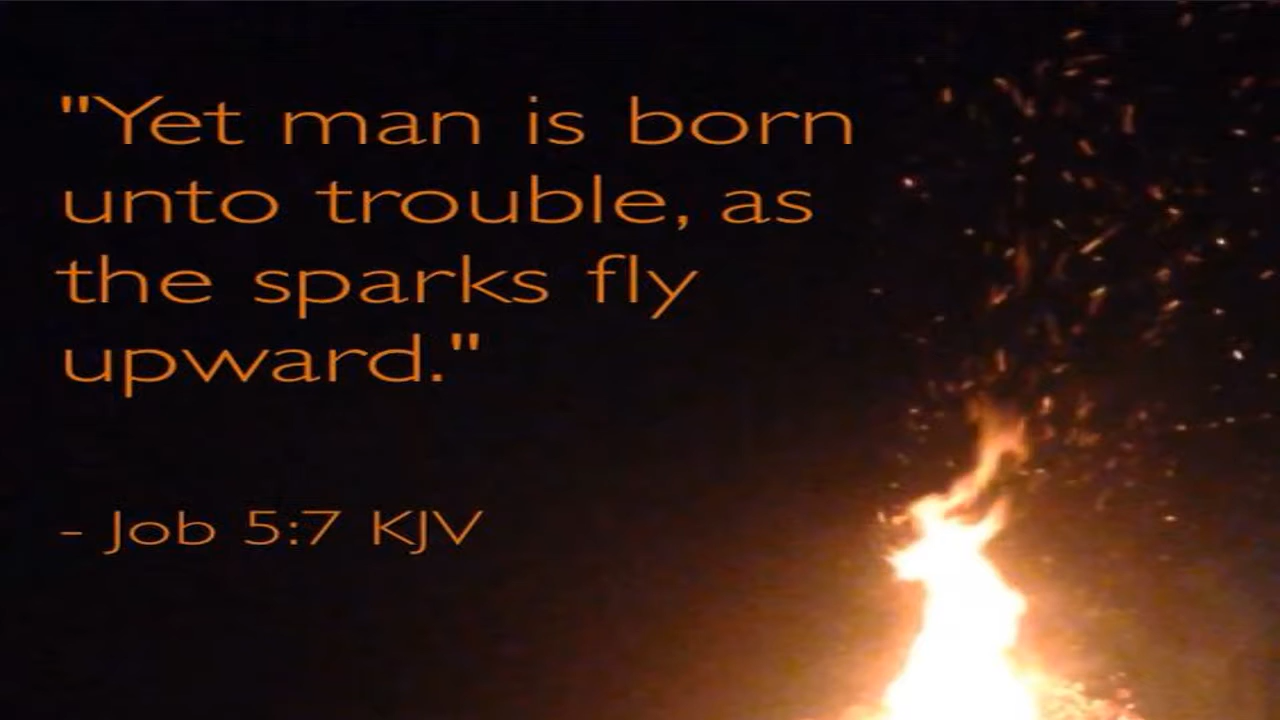 "Yet man is born
unto trouble, as
the sparks fly
upward."
- Job 5:7 KJV